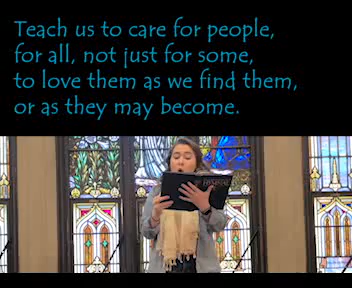 Teach us to care for people,
for all, not just for some,
to love them as we find them,
or as they may become.